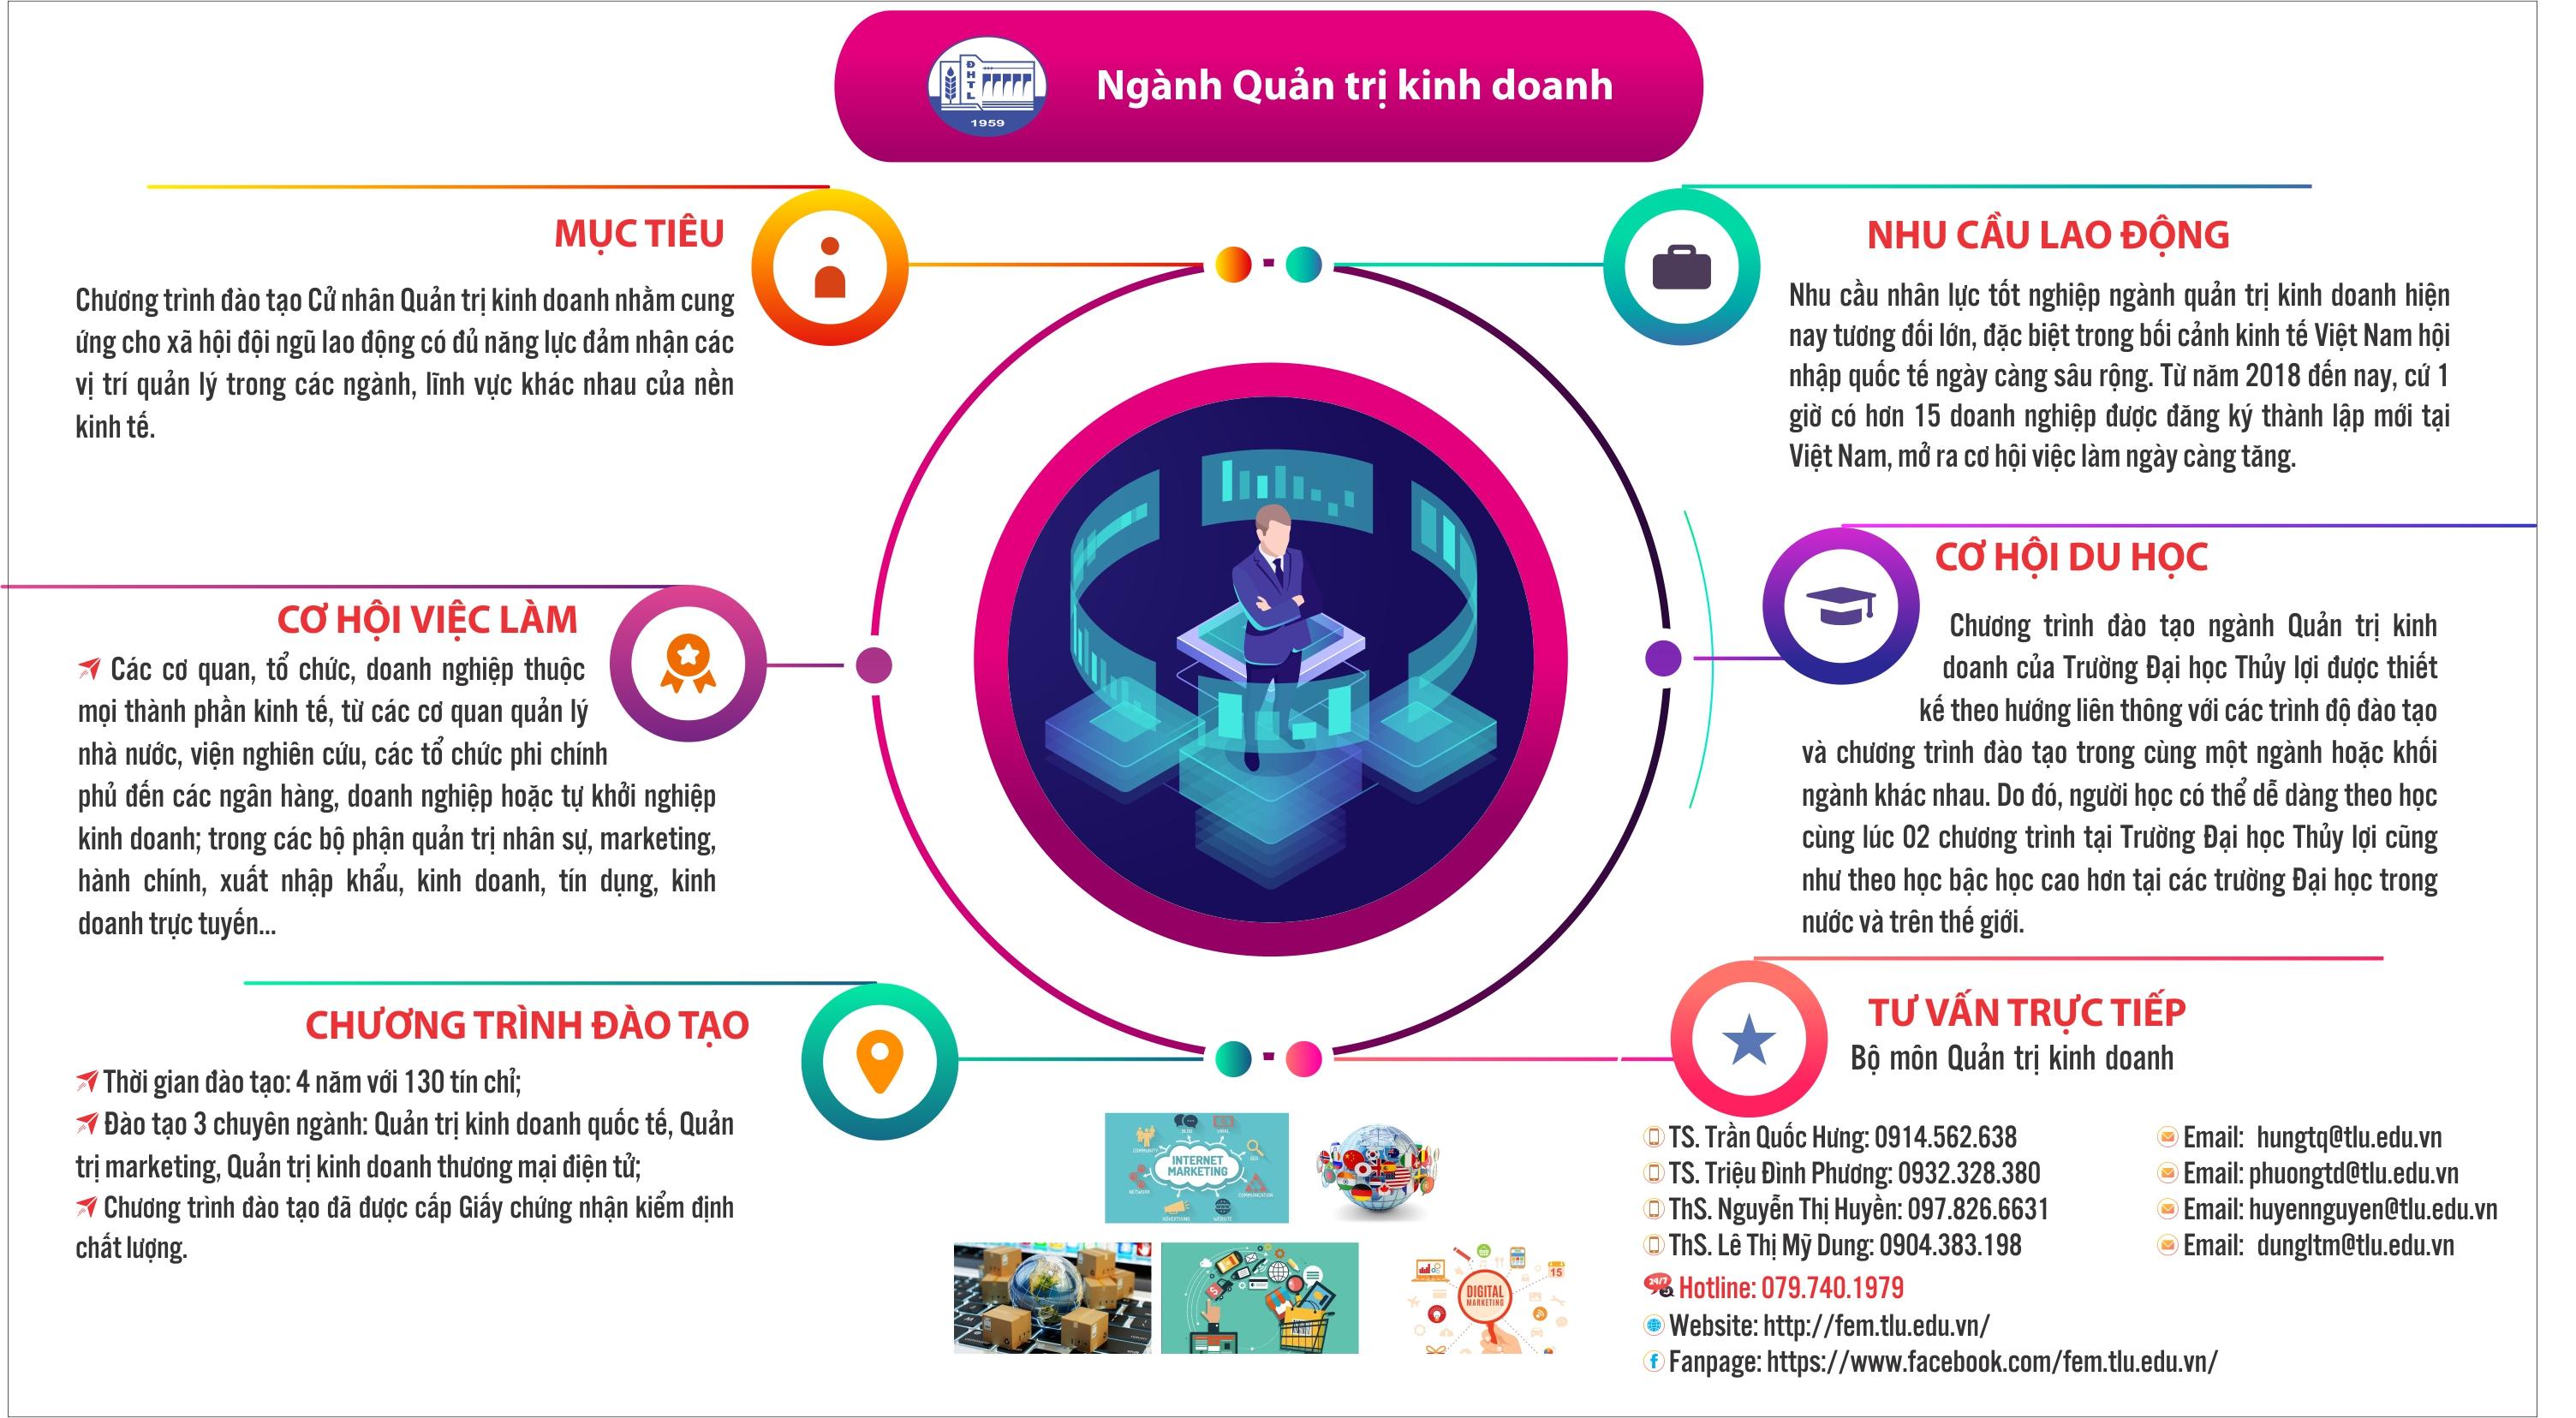 ĐHTL
1959
Ngành Quản trị kinh doanh
MỤC TIÊU
Chương trình đào tạo Cử nhân Quản trị kinh doanh nhằm cung
ứng cho xã hội đội ngũ lao động có đủ năng lực đảm nhận các
vị trí quản lý trong các ngành, lĩnh vực khác nhau của nền
kinh tế.
NHU CẦU LAO ĐỘNG
Nhu cầu nhân lực tốt nghiệp ngành quản trị kinh doanh hiện
nay tương đối lớn, đặc biệt trong bối cảnh kinh tế Việt Nam hội
nhập quốc tế ngày càng sâu rộng. Từ năm 2018 đến nay, cứ 1
giờ có hơn 15 doanh nghiệp được đăng ký thành lập mới tại
Việt Nam, mở ra cơ hội việc làm ngày càng tăng.
CƠ HỘI VIỆC LÀM
Các cơ quan, tổ chức, doanh nghiệp thuộc
mọi thành phần kinh tế, từ các cơ quan quản lý
nhà nước, viện nghiên cứu, các tổ chức phi chính
phủ đến các ngân hàng, doanh nghiệp hoặc tự khởi nghiệp
kinh doanh; trong các bộ phận quản trị nhân sự, marketing,
hành chính, xuất nhập khẩu, kinh doanh, tín dụng, kinh
doanh trực tuyến...
CƠ HỘI DU HỌC
Chương trình đào tạo ngành Quản trị kinh
doanh của Trường Đại học Thủy lợi được thiết
kế theo hướng liên thông với các trình độ đào tạo
và chương trình đào tạo trong cùng một ngành hoặc khối
ngành khác nhau. Do đó, người học có thể dễ dàng theo học
cùng lúc 02 chương trình tại Trường Đại học Thủy lợi cũng
như theo học bậc học cao hơn tại các trường Đại học trong
nước và trên thế giới.
CHƯƠNG TRÌNH ĐÀO TẠO
Thời gian đào tạo: 4 năm với 130 tín chỉ;
Đào tạo 3 chuyên ngành: Quản trị kinh doanh quốc tế, Quản
trị marketing, Quản trị kinh doanh thương mại điện tử;
Chương trình đào tạo đã được cấp Giấy chứng nhận kiểm định
chất lượng.
TƯ VẤN TRỰC TIẾP
Bộ môn Quản trị kinh doanh
TS. Trần Quốc Hưng: 0914.562.638 Email: hungtq@tlu.edu.vn
TS. Triệu Đình Phương: 0932.328.380 Email: phuongtd@tlu.edu.vn
ThS. Nguyễn Thị Huyền: 097.826.6631 Email: huyennguyen@tlu.edu.vn
ThS. Lê Thị Mỹ Dung: 0904.383.198 Email: dungltm@tlu.edu.vn
24/7 Hotline: 079.740.1979
Website: http://fem.tlu.edu.vn/
Fanpage: https://www.facebook.com/fem.tlu.edu.vn/
BLOG VIRAL
COMMUNITY SEO
INTERNET
MARKETING
NETWORK COMMUNICATION
ADVERTISING WEBSITE
DIGITAL
MARKETING
15